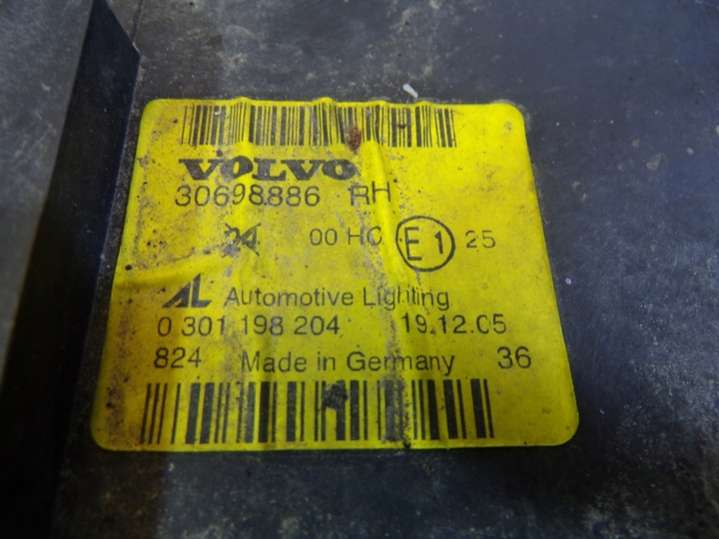 VOLVO
30698886 RH
00 HC E1 25
AL Automotive Lighting
0 301 198 204 19.12.05
824 Made in Germany 36